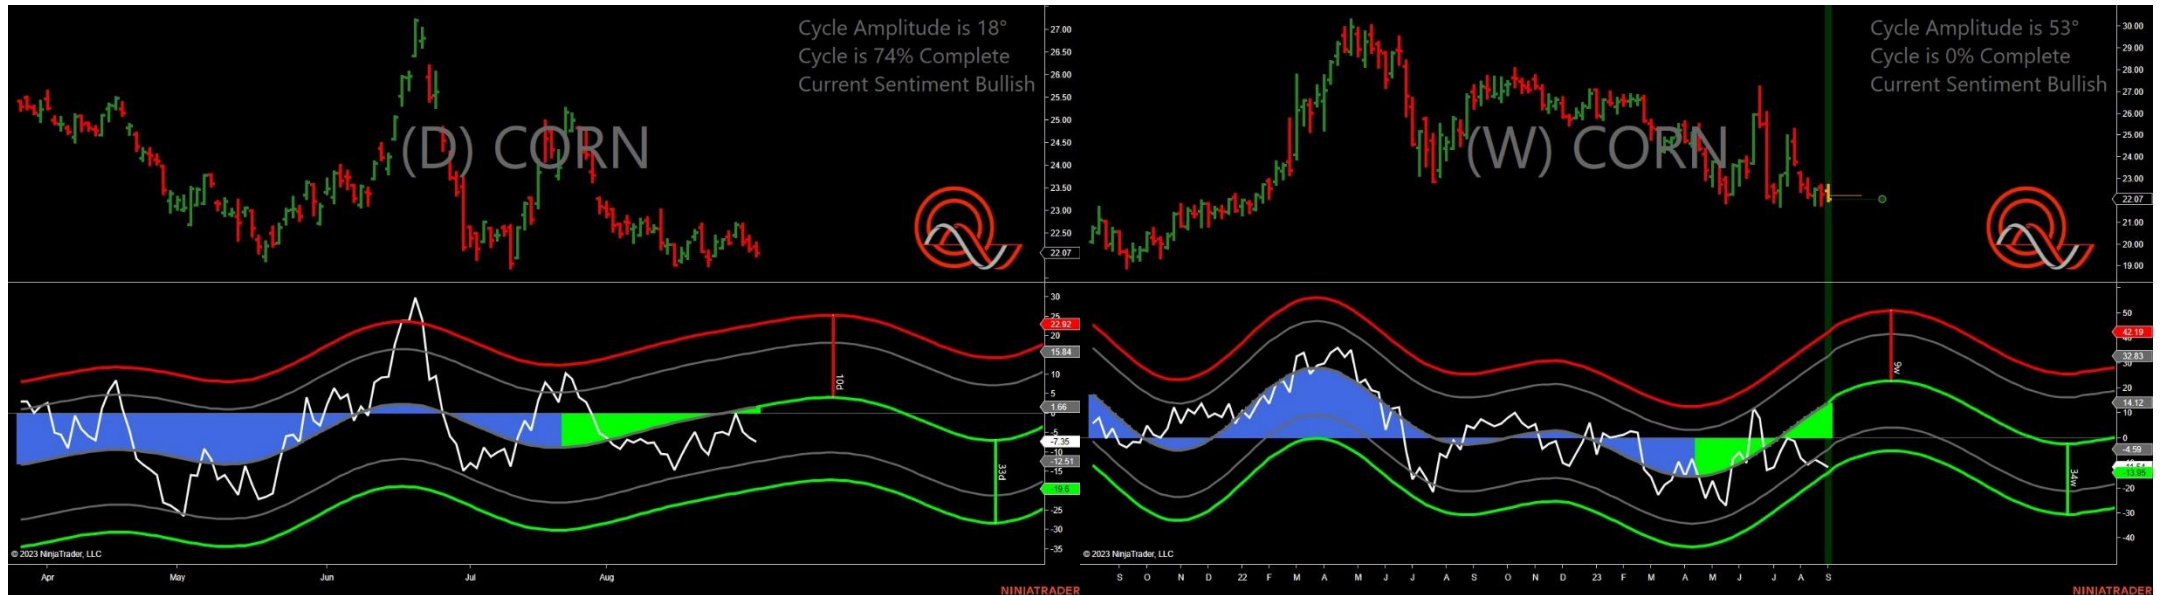 Cycle Amplitude is 18°
Cycle is 74% Complete
Current Sentiment Bullish
(D) CORN
27.00
26.50
26.00
25.50
25.00
24.50
24.00
23.50
23.00
22.50
22.07
30
25
22.92
20
15.84
10
5
1.66
-5
-7.35
-10
-12.51
-15
-19.6
-25
-30
-35
10d
33d
© 2023 NinjaTrader, LLC
Apr May Jun Jul Aug
NINJATRADER
Cycle Amplitude is 53°
Cycle is 0% Complete
Current Sentiment Bullish
(W) CORN
30.00
29.00
28.00
27.00
26.00
25.00
24.00
23.00
22.07
21.00
20.00
19.00
50
42.19
32.83
30
20
14.12
10
0
-4.59
-13.95
-20
-30
-40
9w
34w
© 2023 NinjaTrader, LLC
S O N D 22 F M A M J J A S O N D 23 F M A M J J A S
NINJATRADER